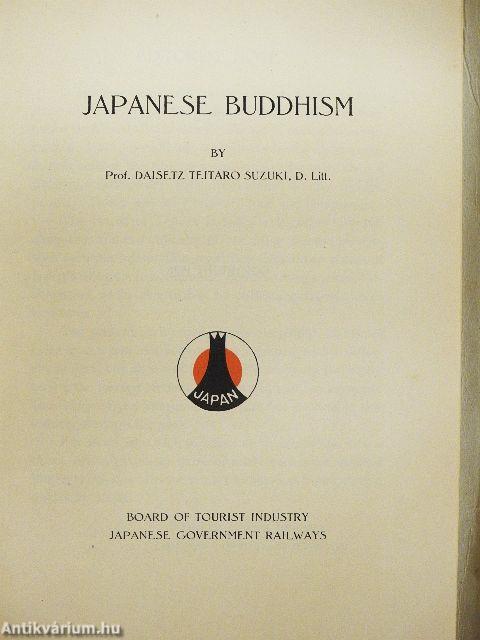 JAPANESE BUDDHISM
BY
Prof. DAISETZ TEITARO SUZUKI, D. Litt.
JAPAN
BOARD OF TOURIST INDUSTRY
JAPANESE GOVERNMENT RAILWAYS
Antikvárium.hu